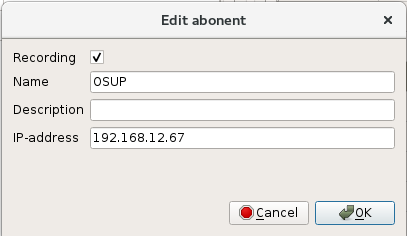 Edit abonent
Recording
Name OSUP
Description
IP-address 192.168.12.67
Cancel OK